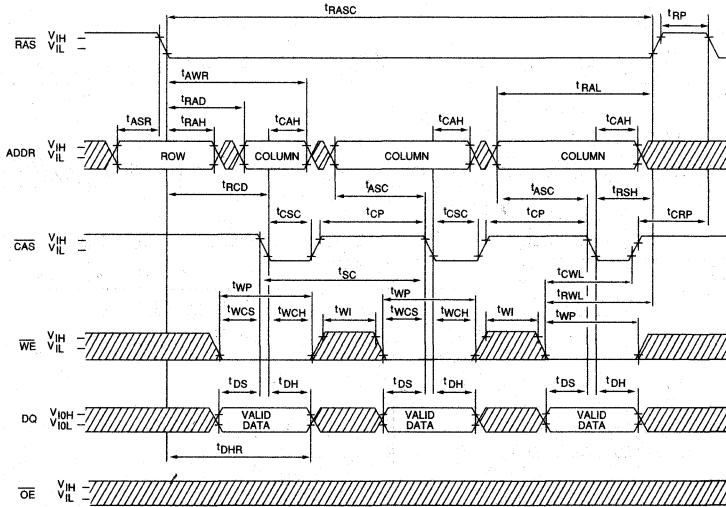 tRASC tRP
RAS VIH VIL
tAWR
tRAD tRAL
tASR tRAH tCAH tCAH tCAH
ADDR VIH VIL ROW COLUMN COLUMN COLUMN
tRCD tASC tASC tRSH
tCSC tCP tCSC tCP tCRP
CAS VIH VIL
tSC tCWL
tWP tWP tRWL
tWCS tWCH tWI tWCS tWCH tWI tWP
WE VIH VIL
tDS tDH tDS tDH tDS tDH
DQ VIOH VIOL VALID DATA VALID DATA VALID DATA
tDHR
OE VIH VIL